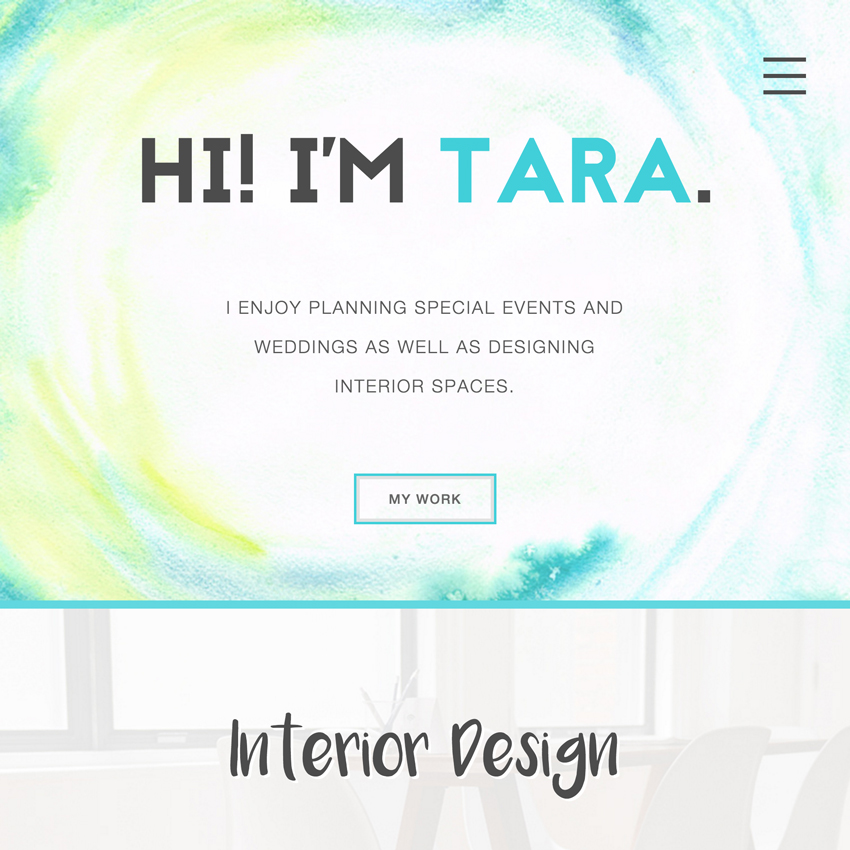 HI! I'M TARA.
I ENJOY PLANNING SPECIAL EVENTS AND
WEDDINGS AS WELL AS DESIGNING
INTERIOR SPACES.
MY WORK
Interior Design